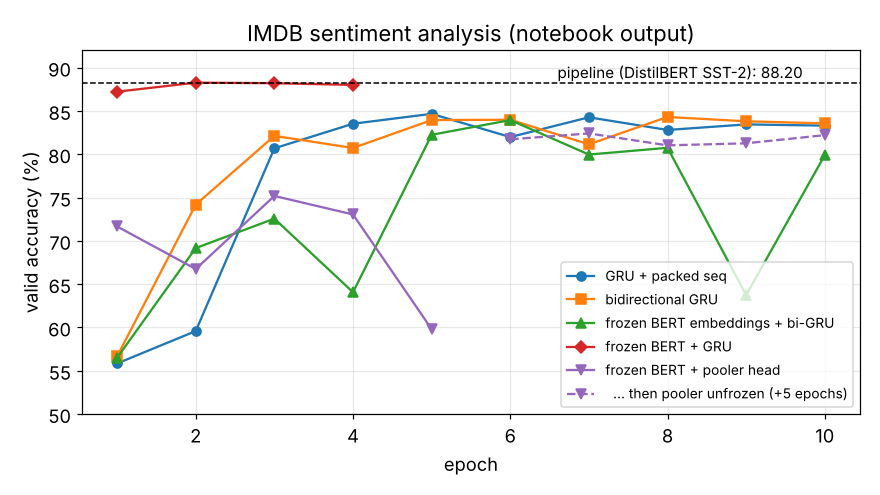 IMDB sentiment analysis (notebook output)
90
pipeline (DistilBERT SST-2): 88.20
85
80
75
70
65
60
55
50
valid accuracy (%)
GRU + packed seq
bidirectional GRU
frozen BERT embeddings + bi-GRU
frozen BERT + GRU
frozen BERT + pooler head
... then pooler unfrozen (+5 epochs)
2
4
6
8
10
epoch